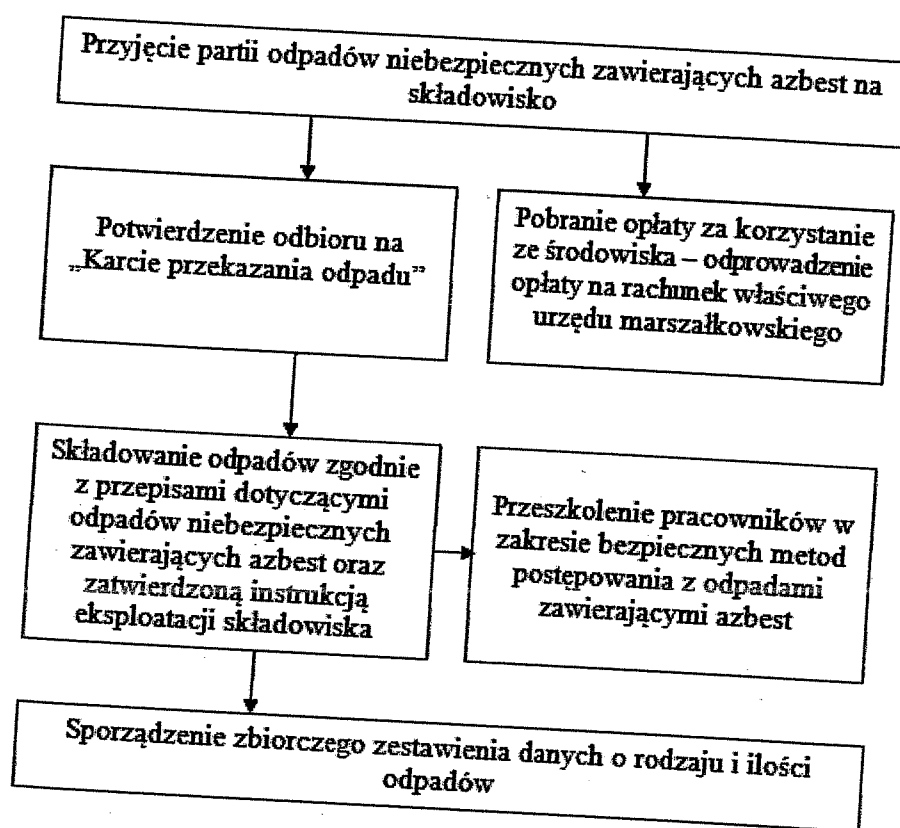 Przyjęcie partii odpadów niebezpiecznych zawierających azbest na
składowisko
Potwierdzenie odbioru na
„Karcie przekazania odpadu”
Pobranie opłaty za korzystanie
ze środowiska – odprowadzenie
opłaty na rachunek właściwego
urzędu marszałkowskiego
Składowanie odpadów zgodnie
z przepisami dotyczącymi
odpadów niebezpiecznych
zawierających azbest oraz
zatwierdzoną instrukcją
eksploatacji składowiska
Przeszkolenie pracowników w
zakresie bezpiecznych metod
postępowania z odpadami
zawierającymi azbest
Sporządzenie zbiorczego zestawienia danych o rodzaju i ilości
odpadów